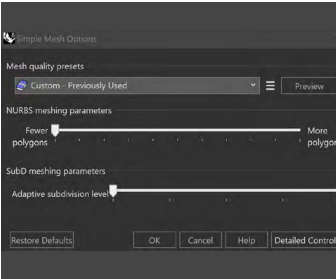 Simple Mesh Options
Mesh quality presets
Custom - Previously Used
Preview
NURBS meshing parameters
Fewer polygons
More polygon
SubD meshing parameters
Adaptive subdivision level
Restore Defaults
OK
Cancel
Help
Detailed Control